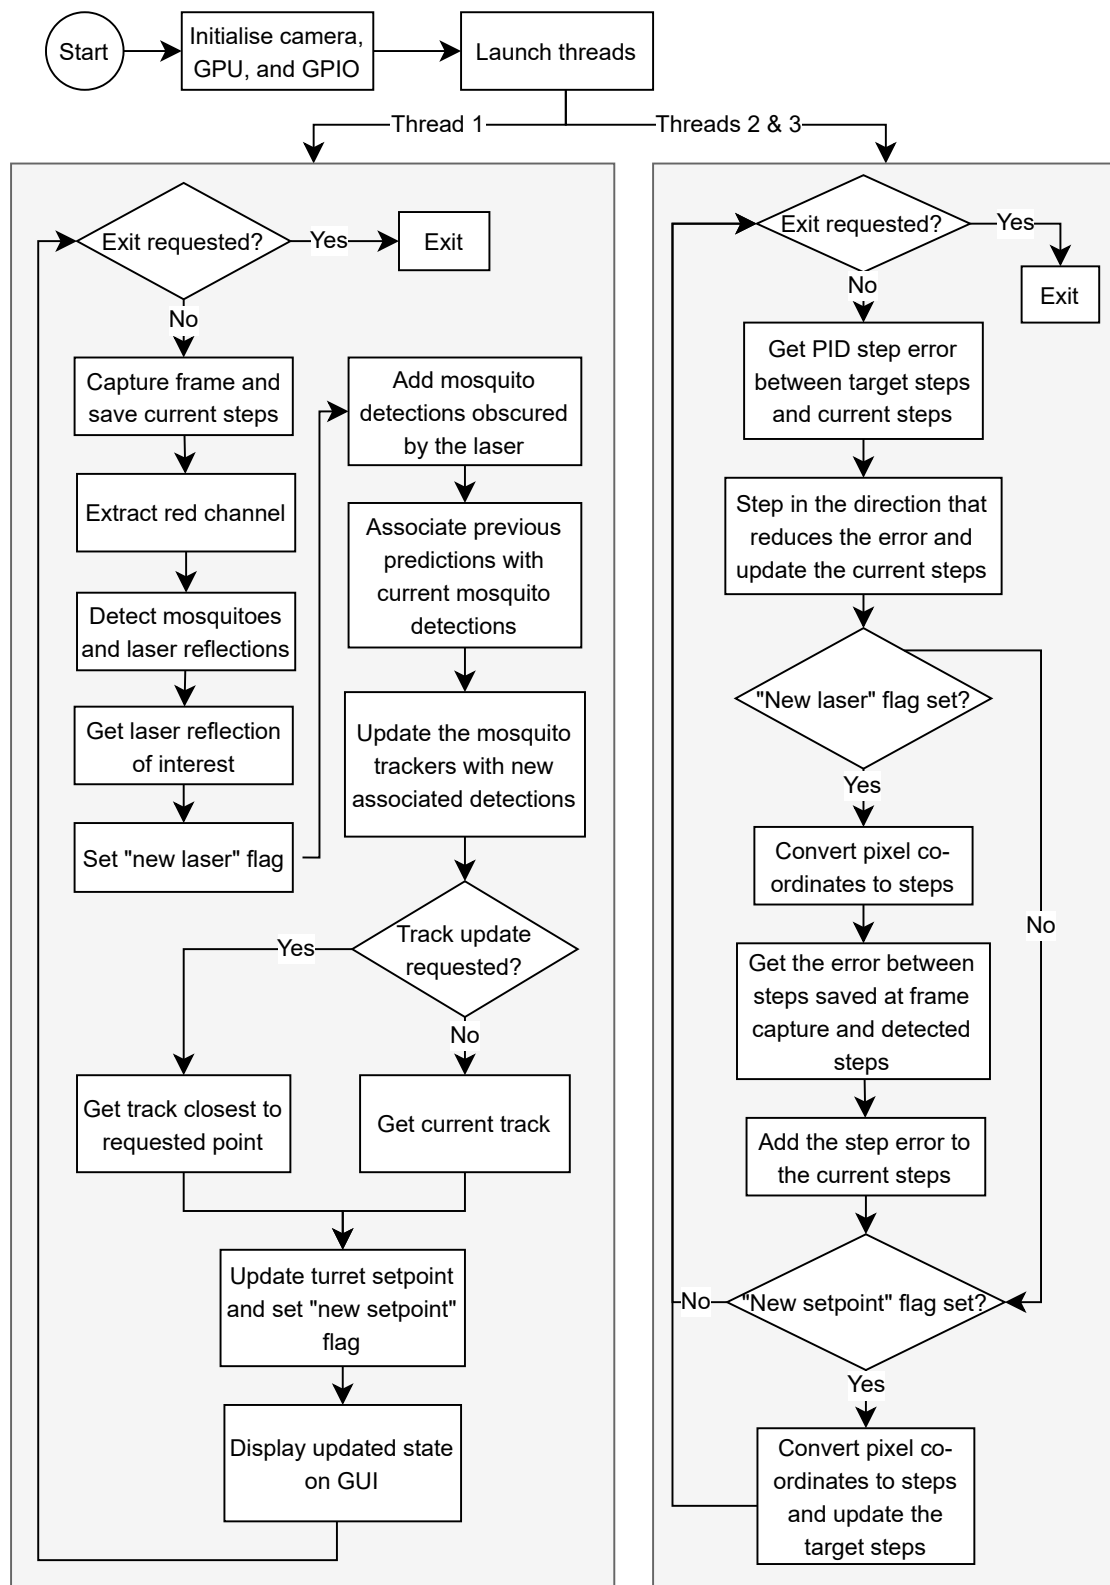 Start
Initialise camera,
GPU, and GPIO
Launch threads
Thread 1
Threads 2 & 3
Exit requested?
Yes
Exit
No
Capture frame and
save current steps
Extract red channel
Detect mosquitoes
and laser reflections
Get laser reflection
of interest
Set "new laser" flag
Add mosquito
detections obscured
by the laser
Associate previous
predictions with
current mosquito
detections
Update the mosquito
trackers with new
associated detections
Track update
requested?
Yes
No
Get track closest to
requested point
Get current track
Update turret setpoint
and set "new setpoint"
flag
Display updated state
on GUI
Exit requested?
Yes
Exit
No
Get PID step error
between target steps
and current steps
Step in the direction that
reduces the error and
update the current steps
"New laser" flag set?
Yes
No
Convert pixel co-
ordinates to steps
Get the error between
steps saved at frame
capture and detected
steps
Add the step error to
the current steps
"New setpoint" flag set?
No
Yes
Convert pixel co-
ordinates to steps
and update the
target steps